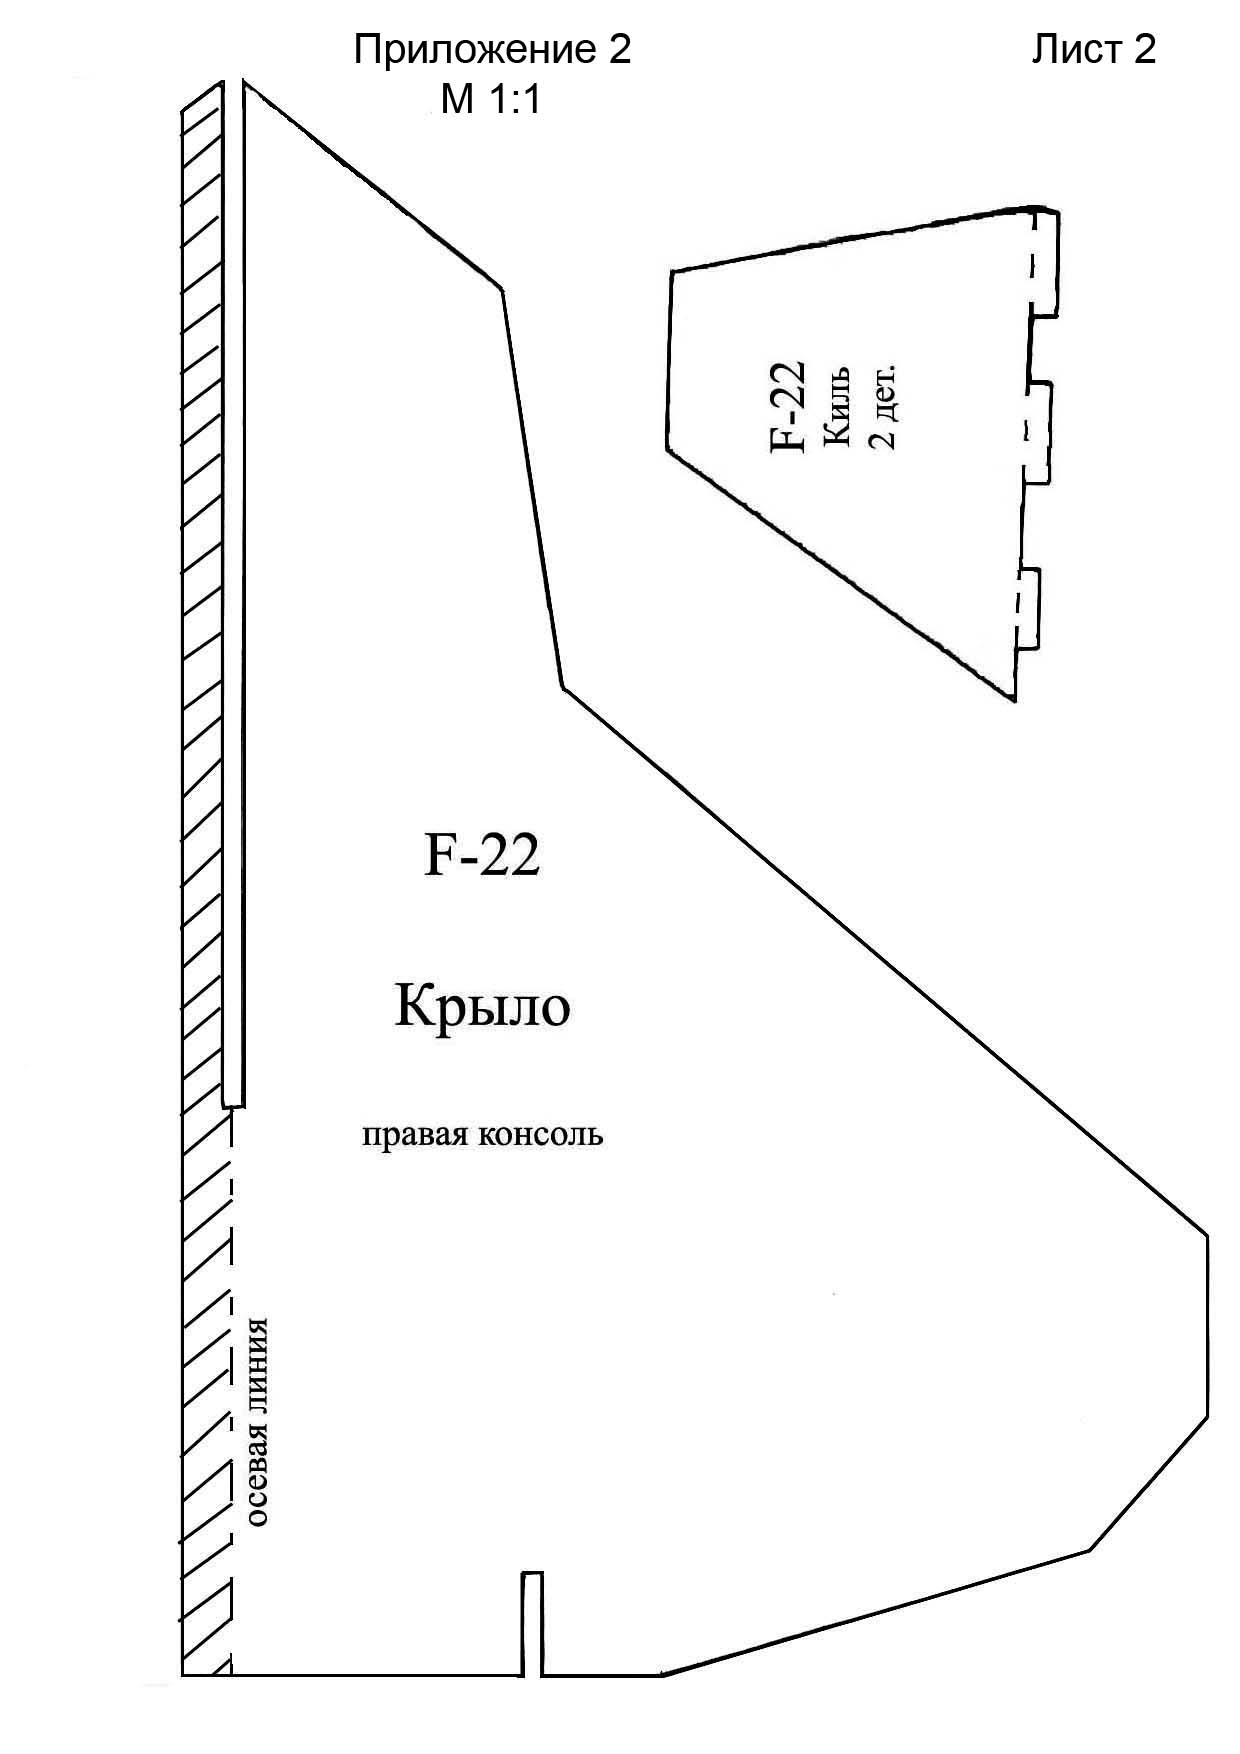 Приложение 2
М 1:1
Лист 2
F-22
Киль
2 дет.
F-22
Крыло
правая консоль
осевая линия